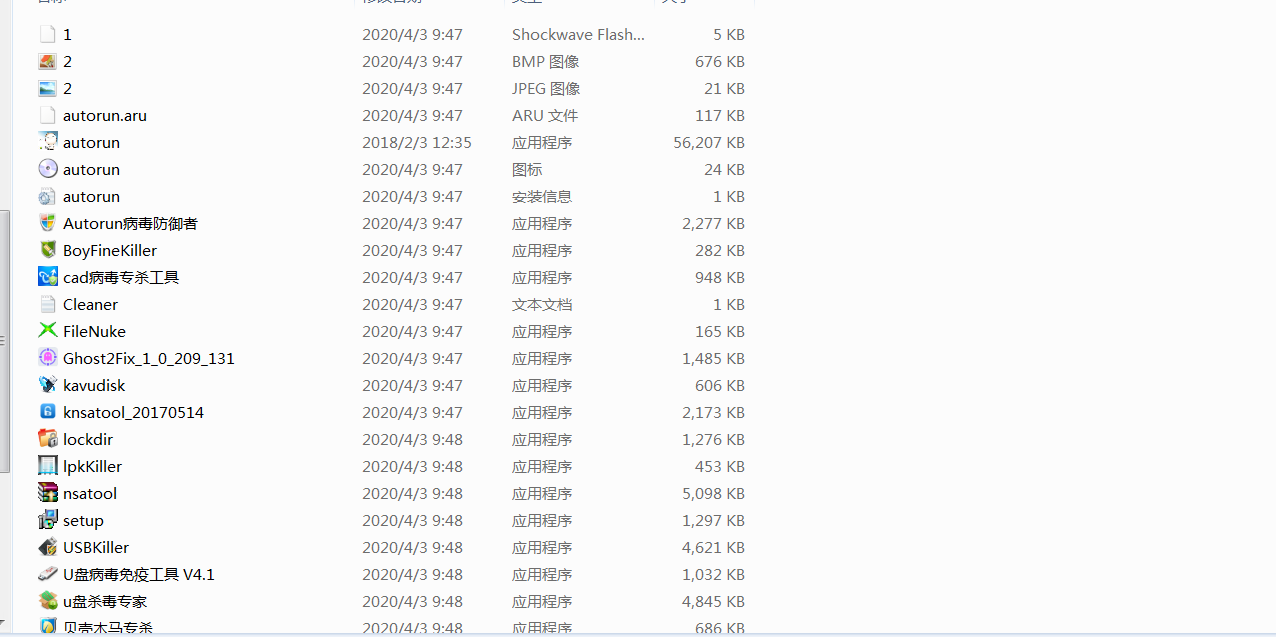 1 2020/4/3 9:47 Shockwave Flash... 5 KB
2 2020/4/3 9:47 BMP 图像 676 KB
2 2020/4/3 9:47 JPEG 图像 21 KB
autorun.aru 2020/4/3 9:47 ARU 文件 117 KB
autorun 2018/2/3 12:35 应用程序 56,207 KB
autorun 2020/4/3 9:47 图标 24 KB
autorun 2020/4/3 9:47 安装信息 1 KB
Autorun病毒防御者 2020/4/3 9:47 应用程序 2,277 KB
BoyFineKiller 2020/4/3 9:47 应用程序 282 KB
cad病毒专杀工具 2020/4/3 9:47 应用程序 948 KB
Cleaner 2020/4/3 9:47 文本文档 1 KB
FileNuke 2020/4/3 9:47 应用程序 165 KB
Ghost2Fix_1_0_209_131 2020/4/3 9:47 应用程序 1,485 KB
kavudisk 2020/4/3 9:47 应用程序 606 KB
knsatool_20170514 2020/4/3 9:47 应用程序 2,173 KB
lockdir 2020/4/3 9:48 应用程序 1,276 KB
lpkKiller 2020/4/3 9:48 应用程序 453 KB
nsatool 2020/4/3 9:48 应用程序 5,098 KB
setup 2020/4/3 9:48 应用程序 1,297 KB
USBKiller 2020/4/3 9:48 应用程序 4,621 KB
U盘病毒免疫工具 V4.1 2020/4/3 9:48 应用程序 1,032 KB
u盘杀毒专家 2020/4/3 9:48 应用程序 4,845 KB
贝壳木马专杀 2020/4/3 9:48 应用程序 686 KB